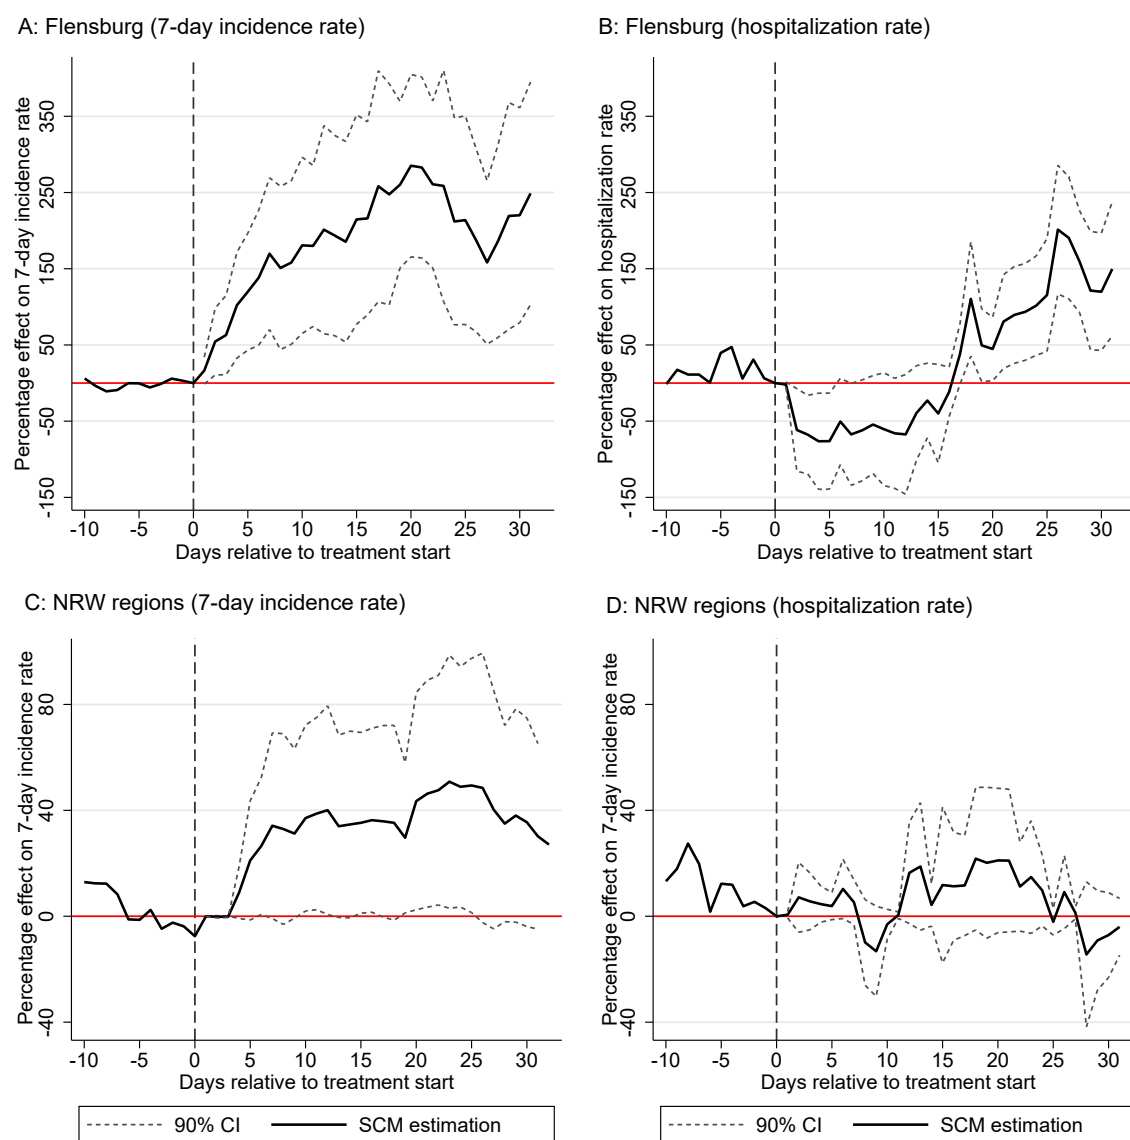 A: Flensburg (7-day incidence rate)
Percentage effect on 7-day incidence rate
350
250
150
50
-50
-150
-10 -5 0 5 10 15 20 25 30
Days relative to treatment start
B: Flensburg (hospitalization rate)
Percentage effect on hospitalization rate
350
250
150
50
-50
-150
-10 -5 0 5 10 15 20 25 30
Days relative to treatment start
C: NRW regions (7-day incidence rate)
Percentage effect on 7-day incidence rate
80
40
0
-40
-10 -5 0 5 10 15 20 25 30
Days relative to treatment start
90% CI SCM estimation
D: NRW regions (hospitalization rate)
Percentage effect on 7-day incidence rate
80
40
0
-40
-10 -5 0 5 10 15 20 25 30
Days relative to treatment start
90% CI SCM estimation